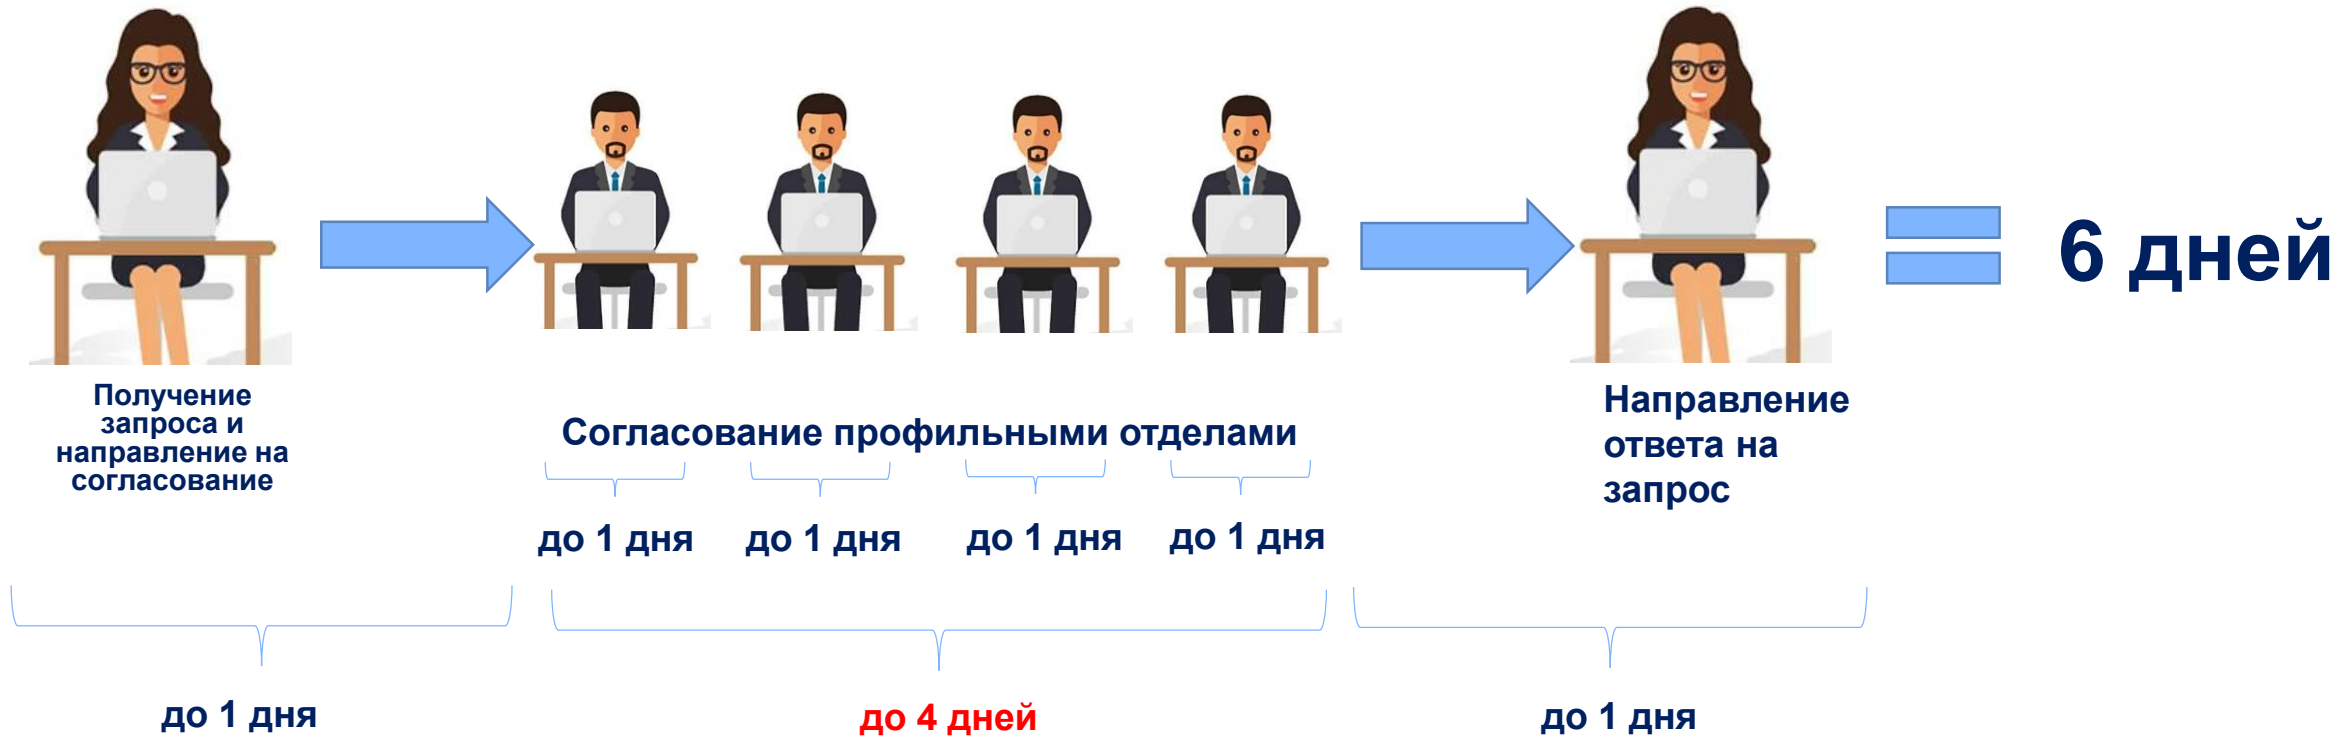 Получение
запроса и
направление на
согласование
Согласование профильными отделами
до 1 дня
до 1 дня
до 1 дня
до 1 дня
Направление
ответа на
запрос
6 дней
до 1 дня
до 4 дней
до 1 дня